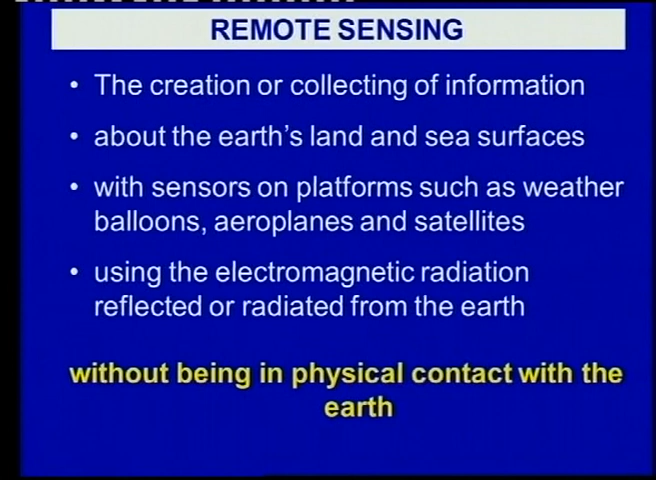 REMOTE SENSING
• The creation or collecting of information
• about the earth's land and sea surfaces
• with sensors on platforms such as weather
balloons, aeroplanes and satellites
• using the electromagnetic radiation
reflected or radiated from the earth
without being in physical contact with the
earth